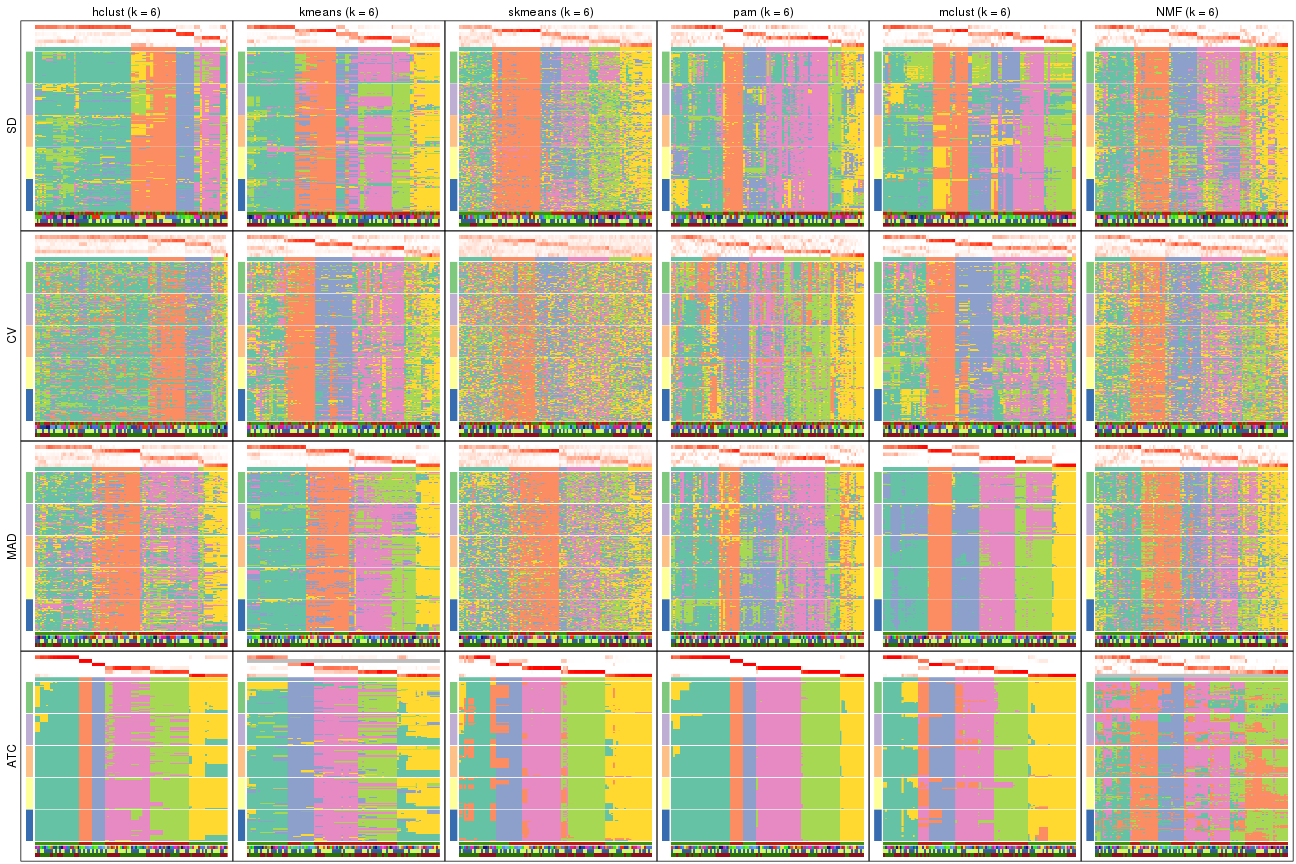 hclust (k = 6) kmeans (k = 6) skmeans (k = 6) pam (k = 6) mclust (k = 6) NMF (k = 6)
SD
CV
MAD
ATC